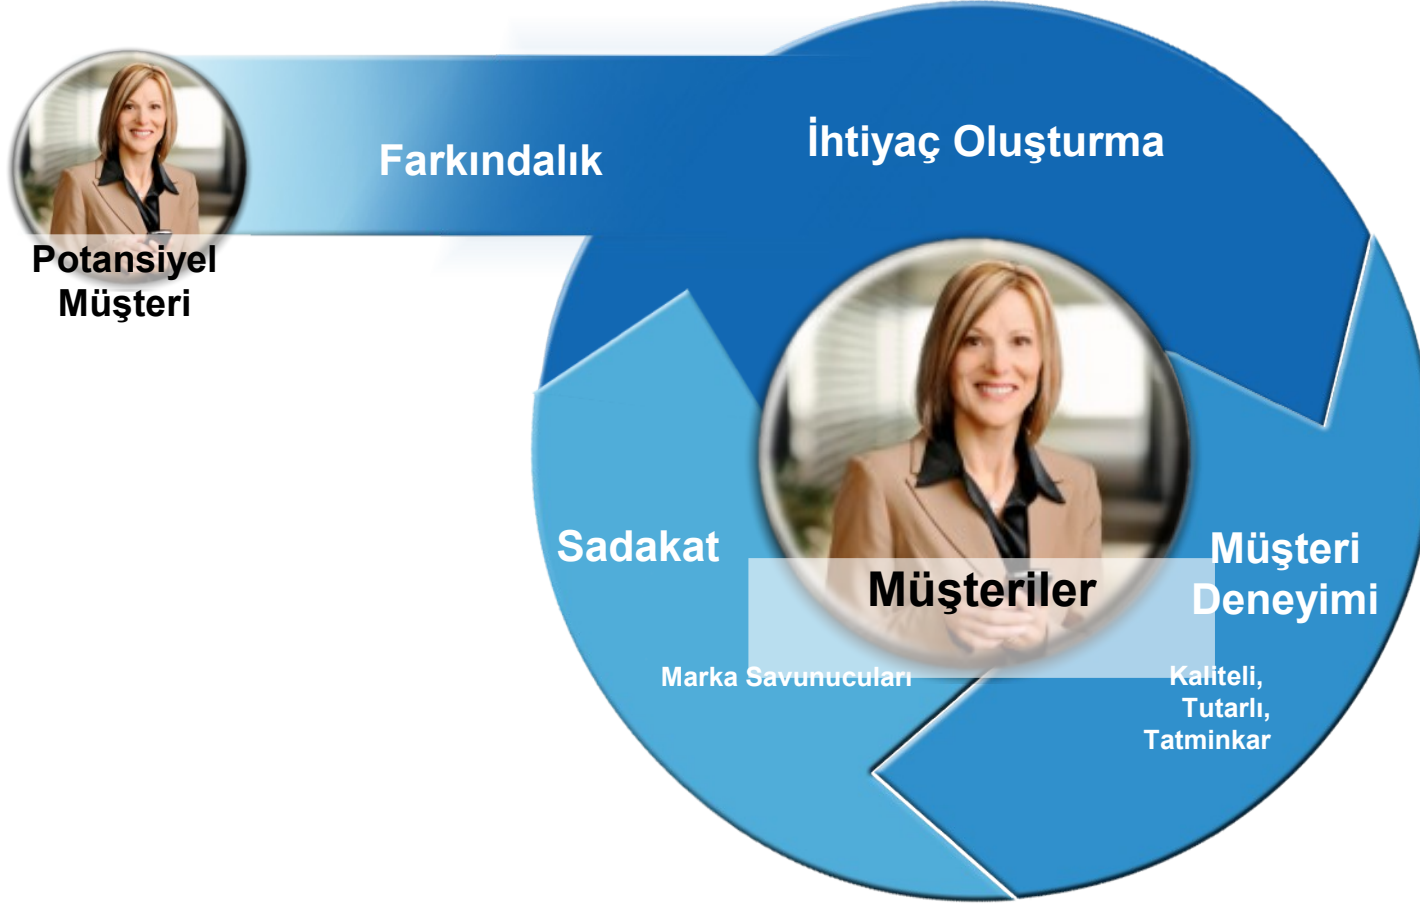 Farkındalık
İhtiyaç Oluşturma
Potansiyel
Müşteri
Sadakat
Müşteriler
Müşteri
Deneyimi
Marka Savunucuları
Kaliteli,
Tutarlı,
Tatminkar